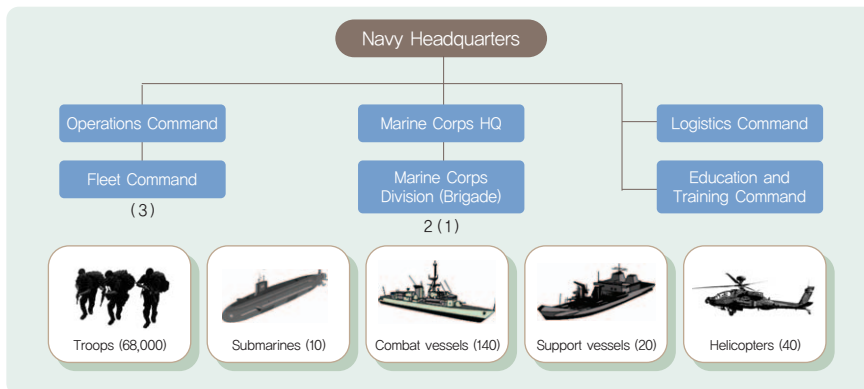 Navy Headquarters
Operations Command
Marine Corps HQ
Logistics Command
Fleet Command
(3)
Marine Corps
Division (Brigade)
2 (1)
Education and
Training Command
Troops (68,000)
Submarines (10)
Combat vessels (140)
Support vessels (20)
Helicopters (40)